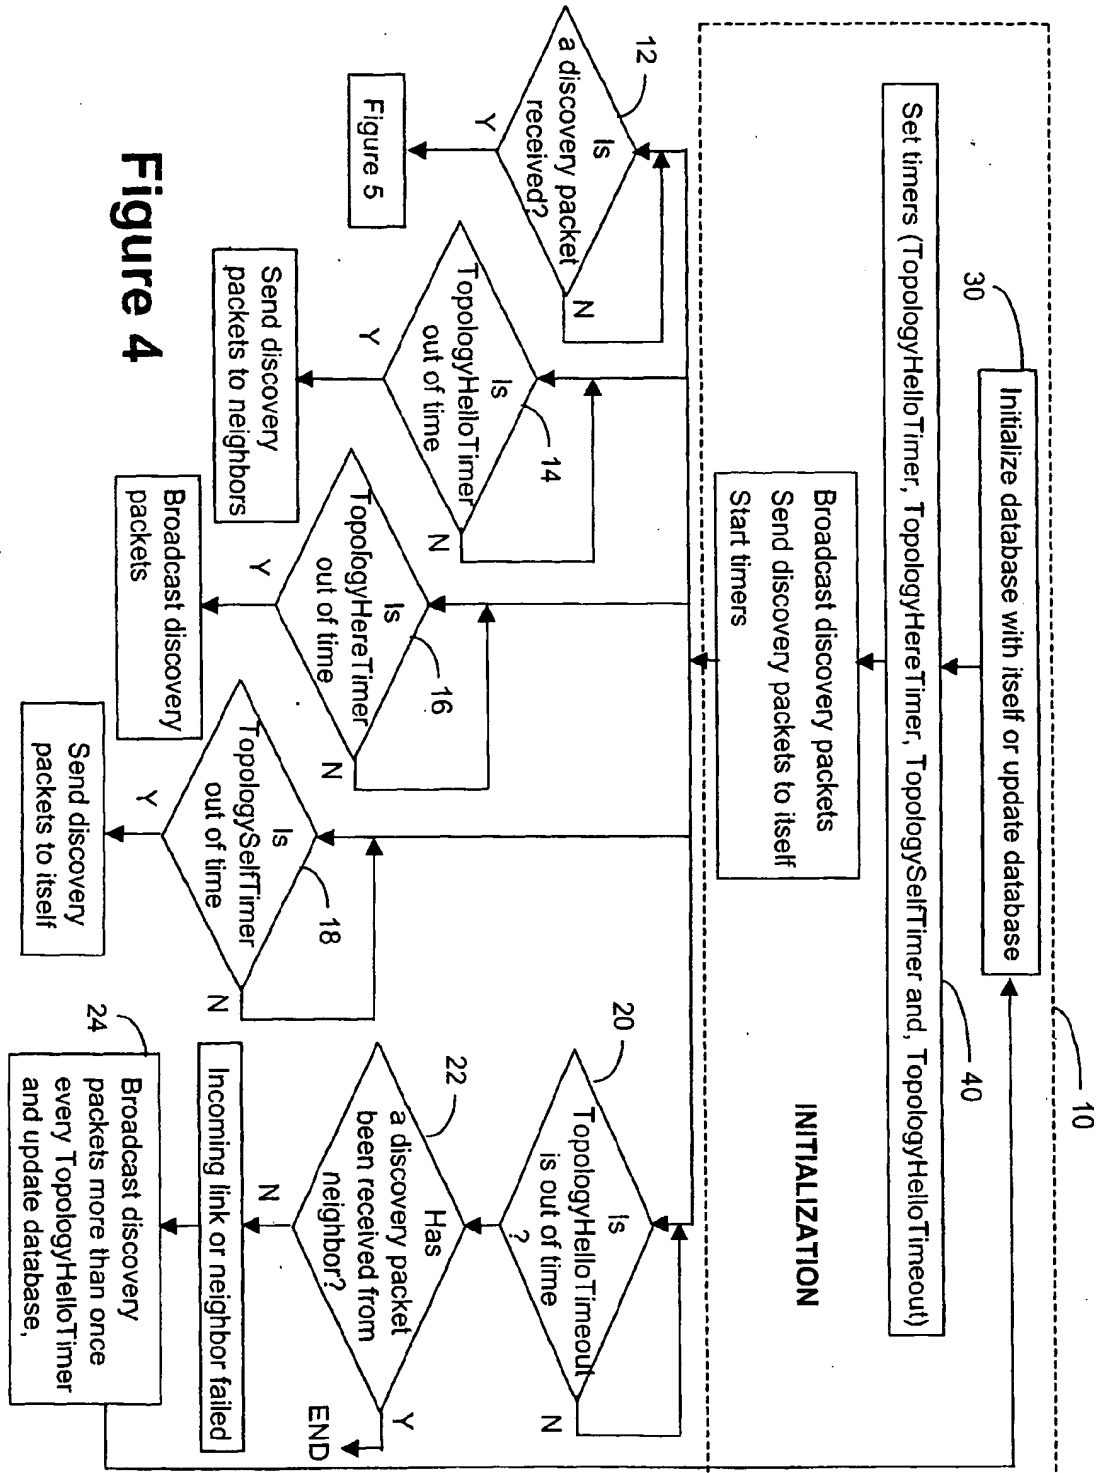 10
30
Initialize database with itself or update database
40
Set timers (TopologyHelloTimer, TopologyHereTimer, TopologySelfTimer and, TopologyHelloTimeout)
INITIALIZATION
Broadcast discovery packets
Send discovery packets to itself
Start timers
12
Is
a discovery packet
received?
N
Y
Figure 5
14
Is
TopologyHelloTimer
out of time
N
Y
Send discovery
packets to neighbors
16
Is
TopologyHereTimer
out of time
N
Y
Broadcast discovery
packets
18
Is
TopologySelfTimer
out of time
N
Y
Send discovery
packets to itself
20
Is
TopologyHelloTimeout
is out of time
?
N
22
Has
a discovery packet
been received from
neighbor?
Y
END
N
Incoming link or neighbor failed
24
Broadcast discovery
packets more than once
every TopologyHelloTimer
and update database,
Figure 4